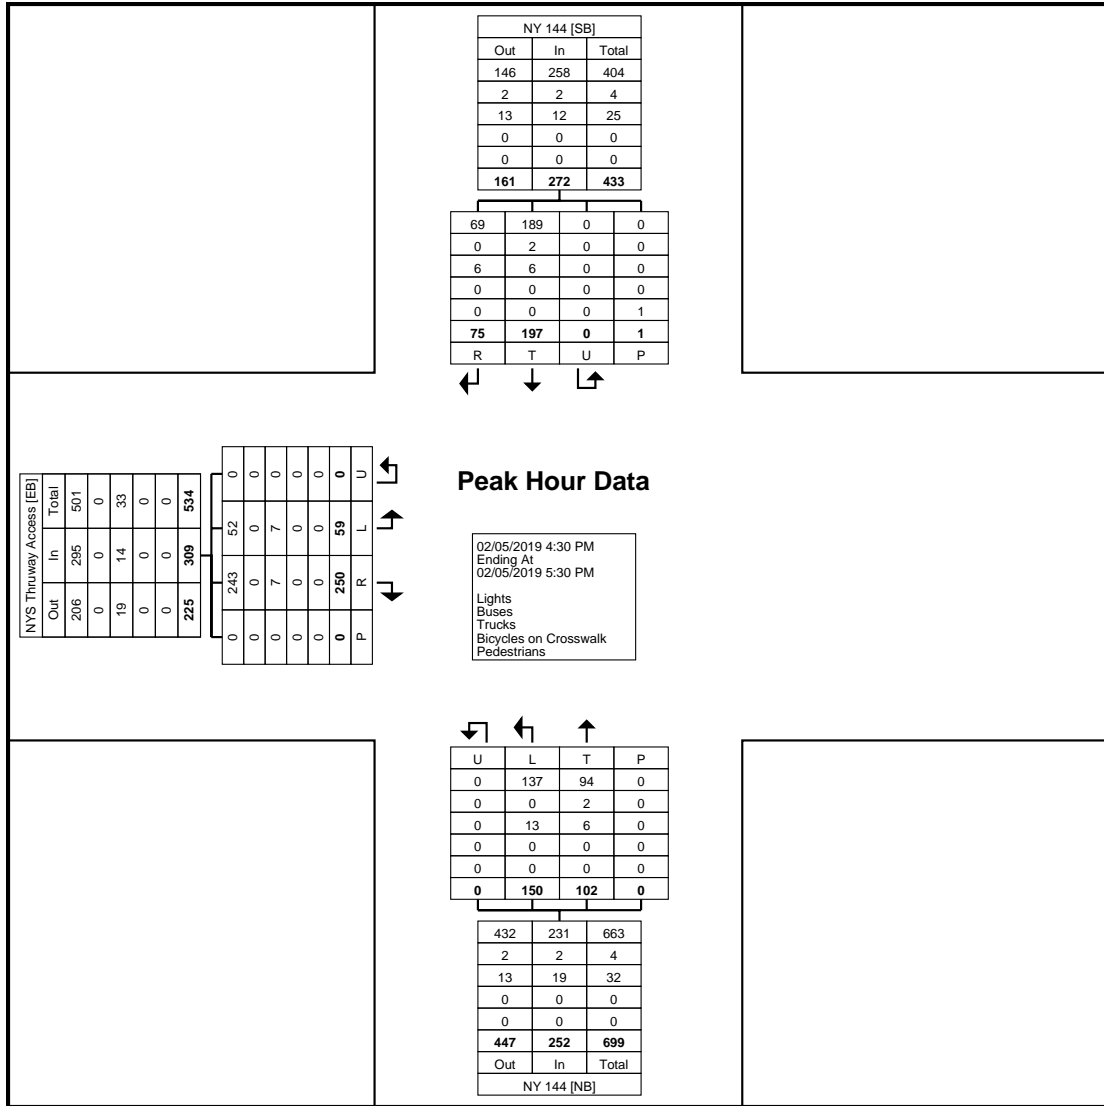 NY 144 [SB]
Out In Total
146 258 404
2 2 4
13 12 25
0 0 0
0 0 0
161 272 433
69 189 0 0
0 2 0 0
6 6 0 0
0 0 0 0
0 0 0 1
75 197 0 1
R T U P
NYS Thruway Access [EB]
Out In Total
206 295 501
0 0 0
19 14 33
0 0 0
0 0 0
225 309 534
0 243 52 0
0 0 0 0
0 7 7 0
0 0 0 0
0 0 0 0
0 250 59 0
P R L U
Peak Hour Data
02/05/2019 4:30 PM
Ending At
02/05/2019 5:30 PM
Lights
Buses
Trucks
Bicycles on Crosswalk
Pedestrians
U L T P
0 137 94 0
0 0 2 0
0 13 6 0
0 0 0 0
0 0 0 0
0 150 102 0
432 231 663
2 2 4
13 19 32
0 0 0
0 0 0
447 252 699
Out In Total
NY 144 [NB]